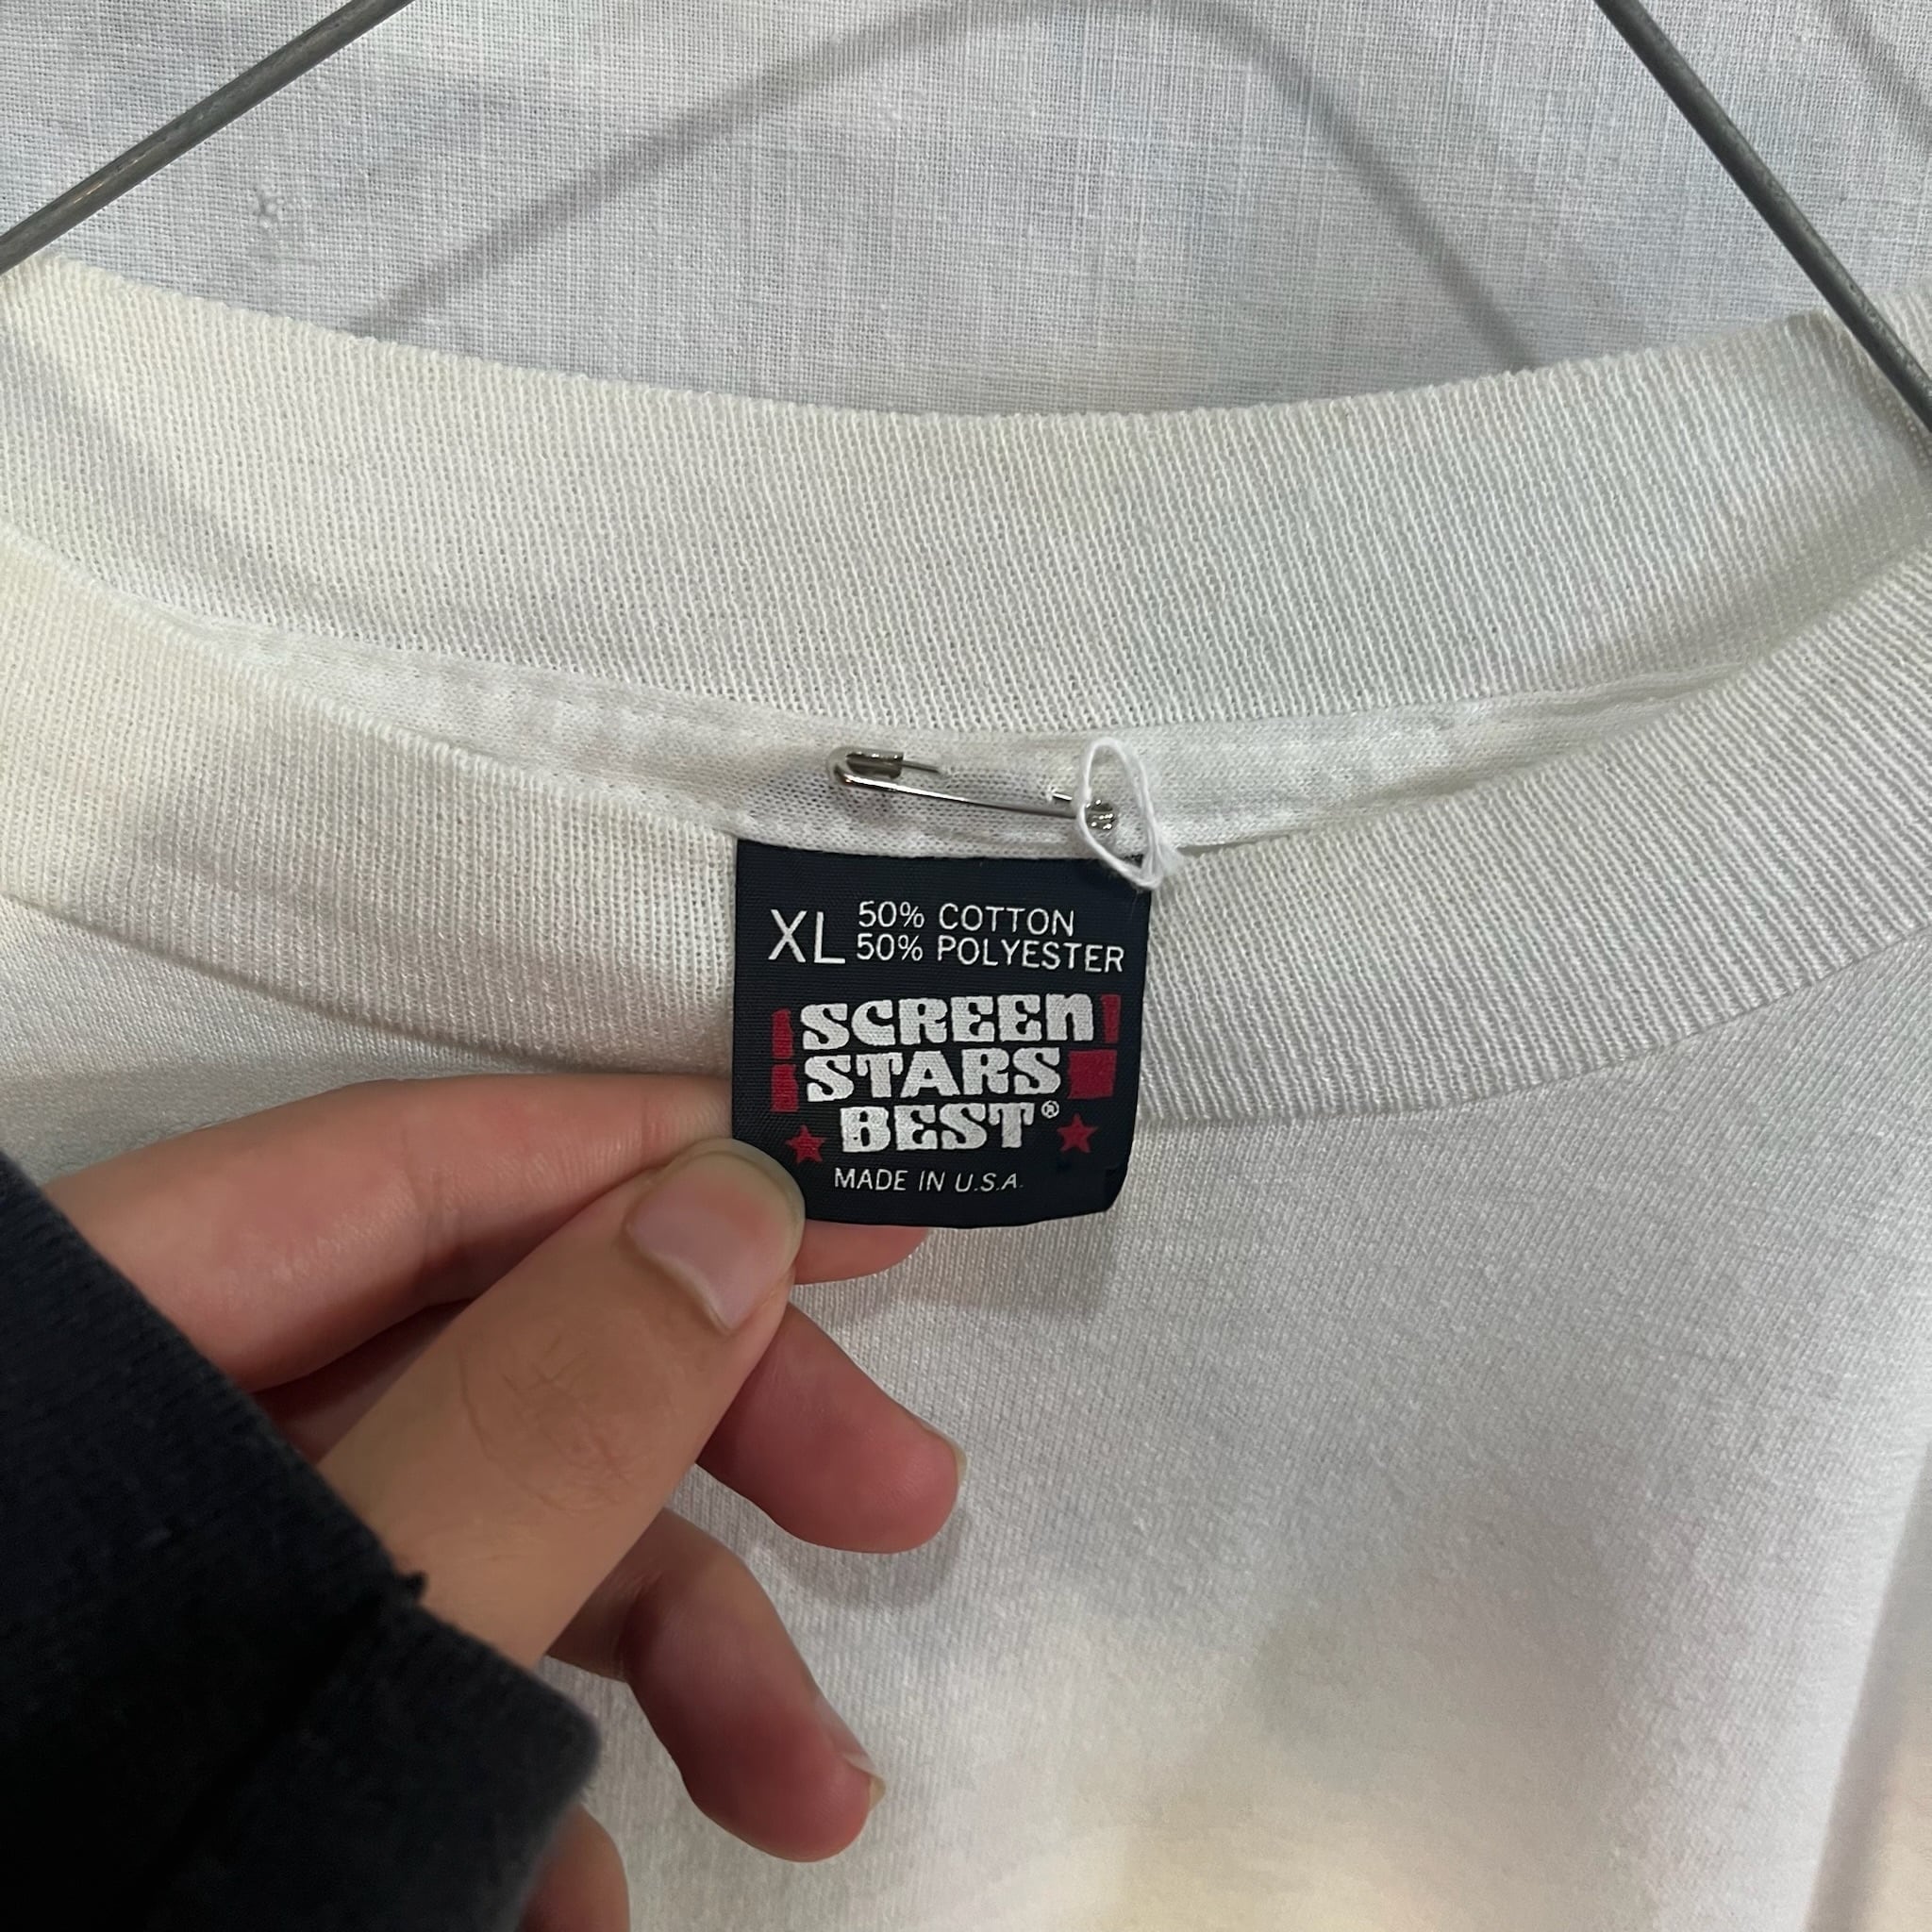 XL 50% COTTON
50% POLYESTER
SCREEN
STARS
BEST®
MADE IN U.S.A.